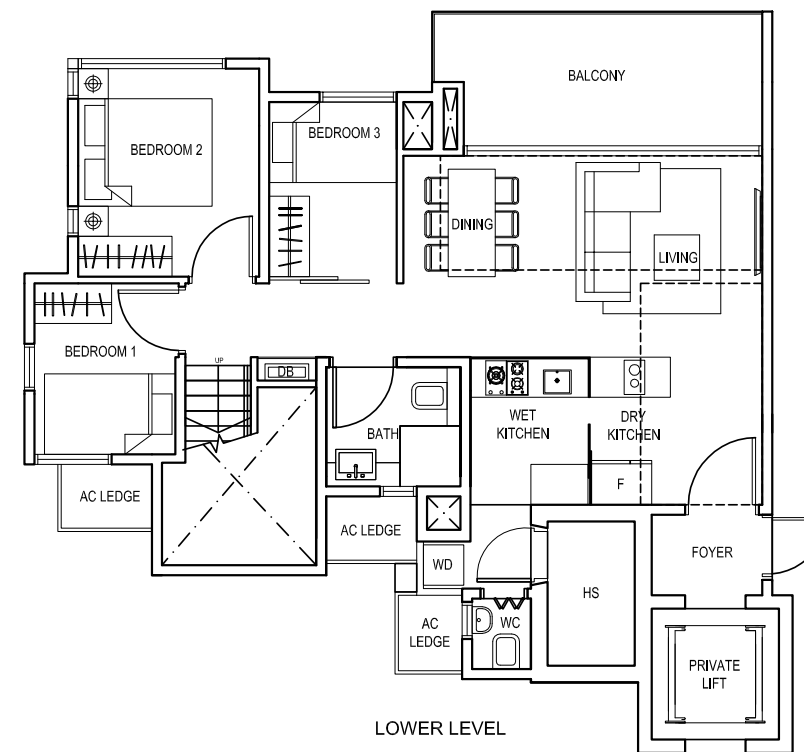 BALCONY
BEDROOM 2
BEDROOM 3
DINING
LIVING
BEDROOM 1
UP
DB
BATH
WET
KITCHEN
DRY
KITCHEN
F
AC LEDGE
AC LEDGE
WD
HS
FOYER
AC
LEDGE
WC
PRIVATE
LIFT
LOWER LEVEL